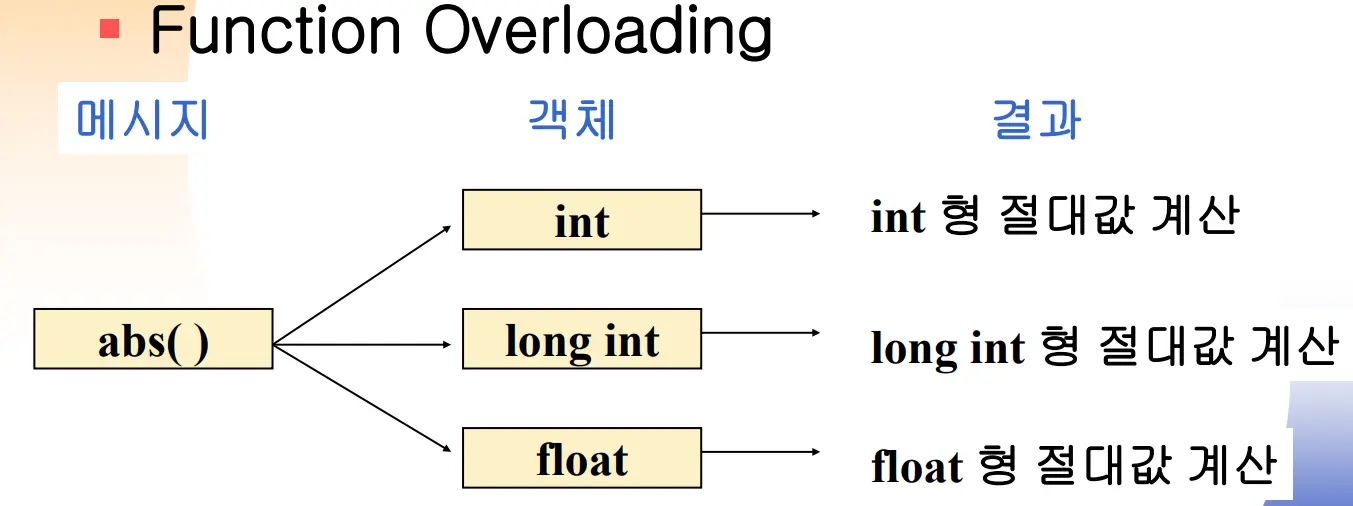 Function Overloading
메시지 객체 결과
int int 형 절대값 계산
abs( ) long int long int 형 절대값 계산
float float 형 절대값 계산